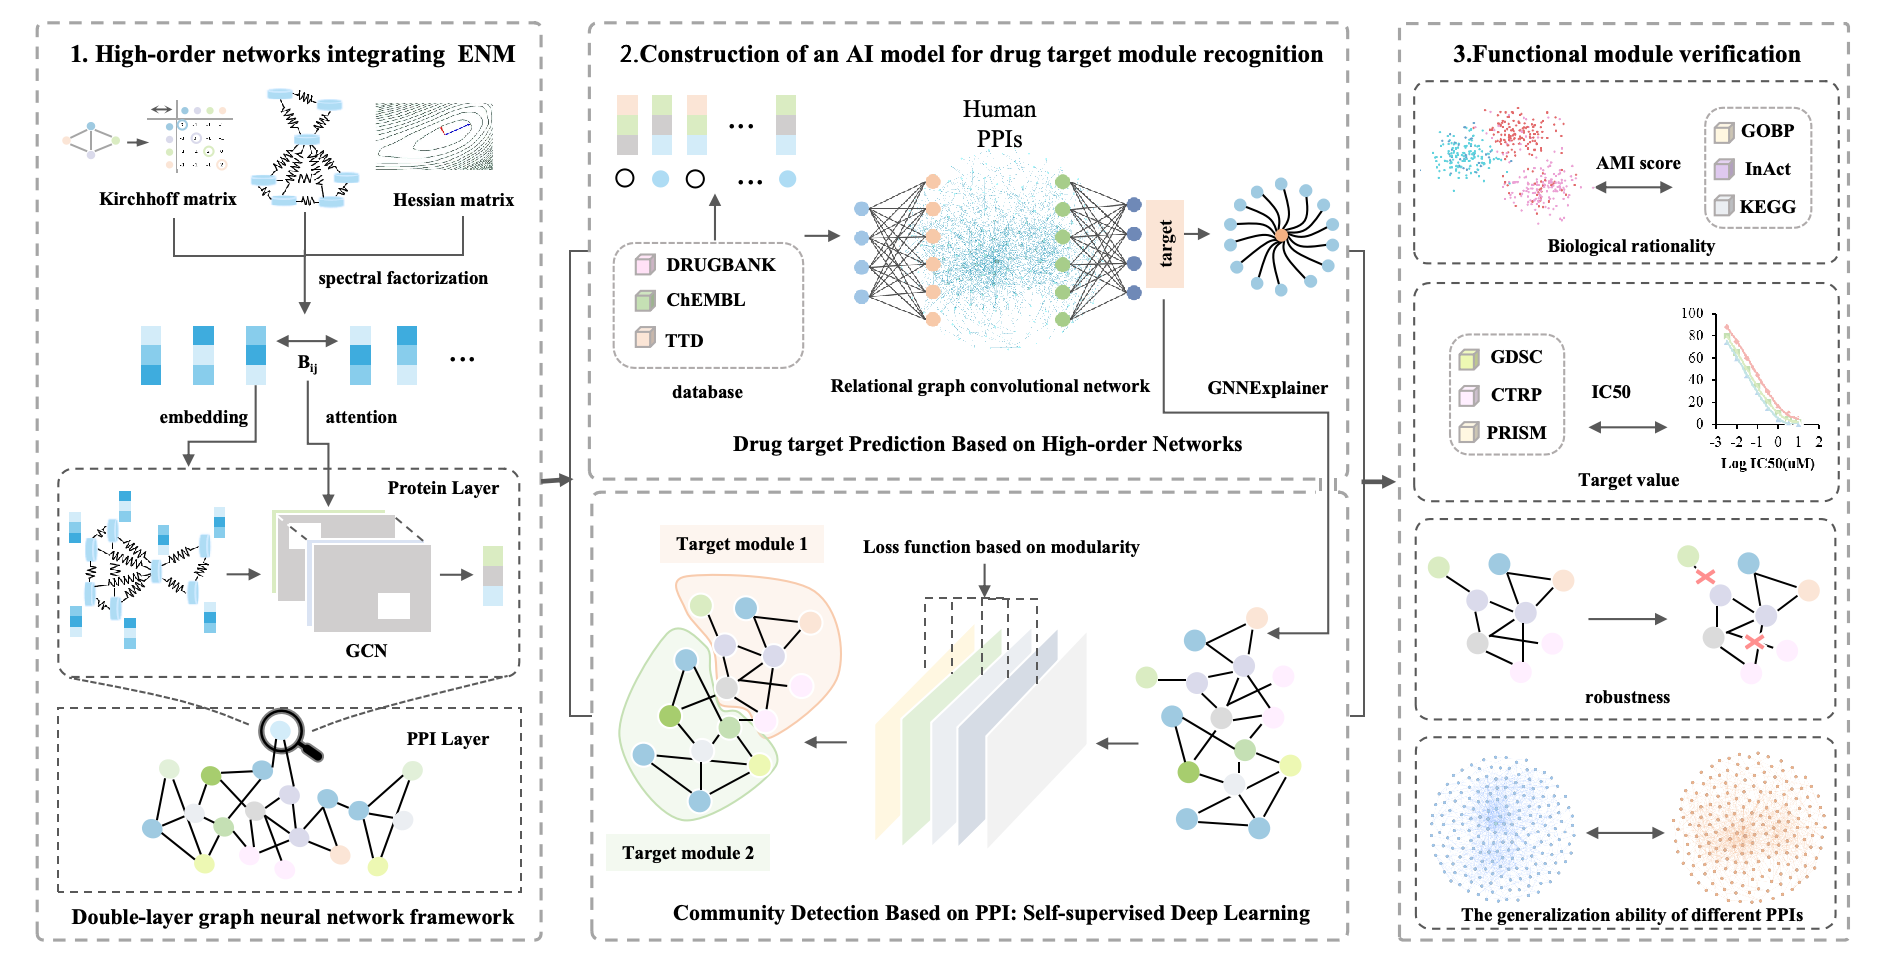 1. High-order networks integrating ENM
Kirchhoff matrix
Hessian matrix
spectral factorization
Bij
...
embedding
attention
Protein Layer
GCN
PPI Layer
Double-layer graph neural network framework
2.Construction of an AI model for drug target module recognition
...
...
DRUGBANK
ChEMBL
TTD
database
Human
PPIs
target
Relational graph convolutional network
GNNExplainer
Drug target Prediction Based on High-order Networks
Target module 1
Loss function based on modularity
Target module 2
Community Detection Based on PPI: Self-supervised Deep Learning
3.Functional module verification
AMI score
GOBP
InAct
KEGG
Biological rationality
GDSC
CTRP
PRISM
IC50
100
80
60
40
20
0
-3 -2 -1 0 1 2
Log IC50(uM)
Target value
robustness
The generalization ability of different PPIs